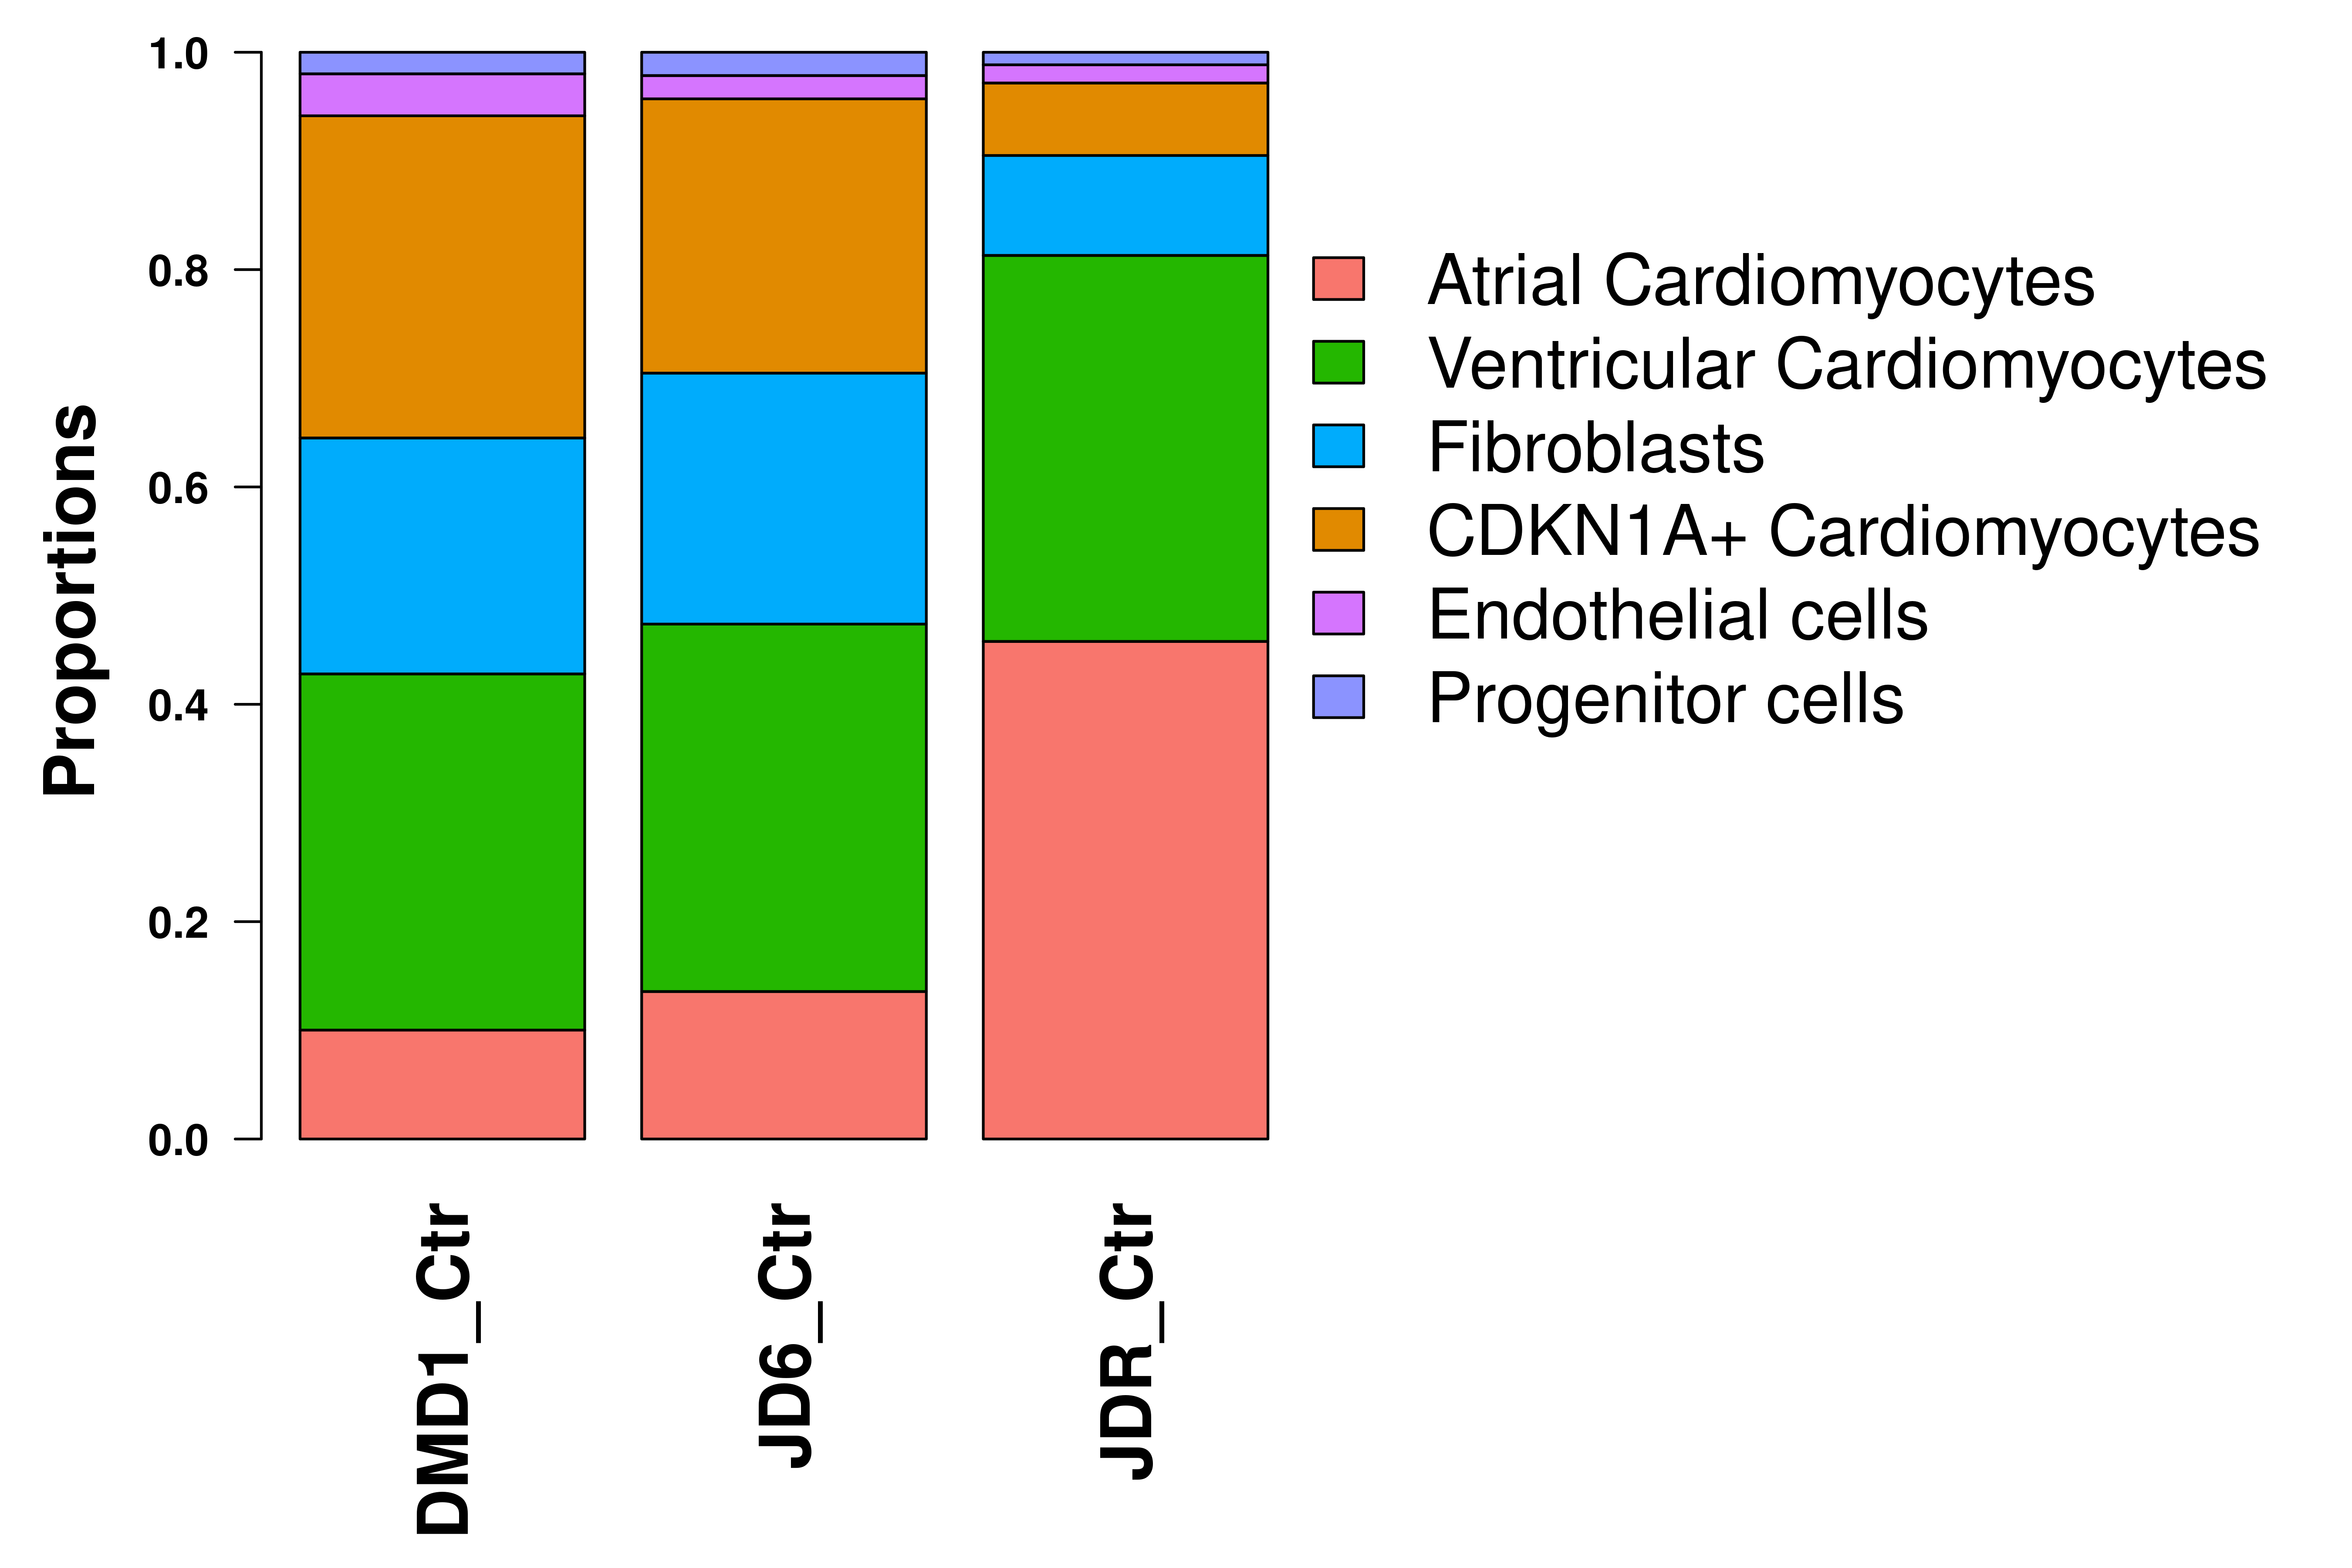 Proportions
1.0
0.8
0.6
0.4
0.2
0.0
DMD1_Ctr
JD6_Ctr
JDR_Ctr
Atrial Cardiomyocytes
Ventricular Cardiomyocytes
Fibroblasts
CDKN1A+ Cardiomyocytes
Endothelial cells
Progenitor cells